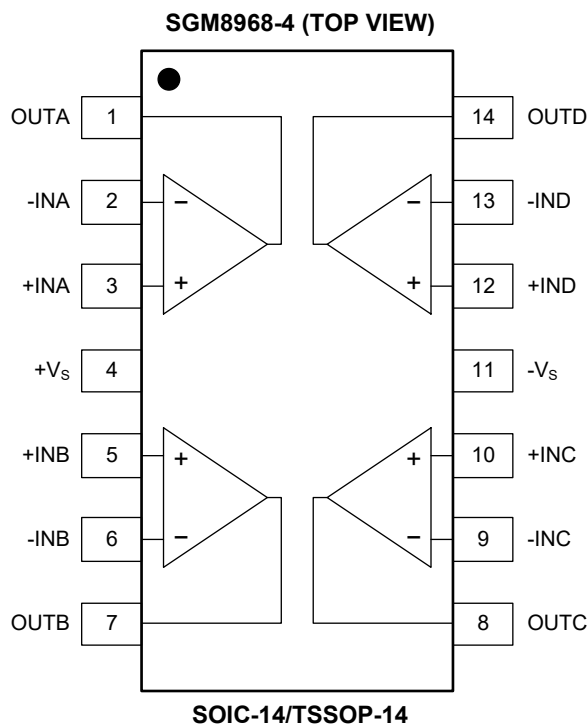 SGM8968-4 (TOP VIEW)
OUTA 1 14 OUTD
-INA 2 − − 13 -IND
+INA 3 + + 12 +IND
+VS 4 11 -VS
+INB 5 + + 10 +INC
-INB 6 − − 9 -INC
OUTB 7 8 OUTC
SOIC-14/TSSOP-14